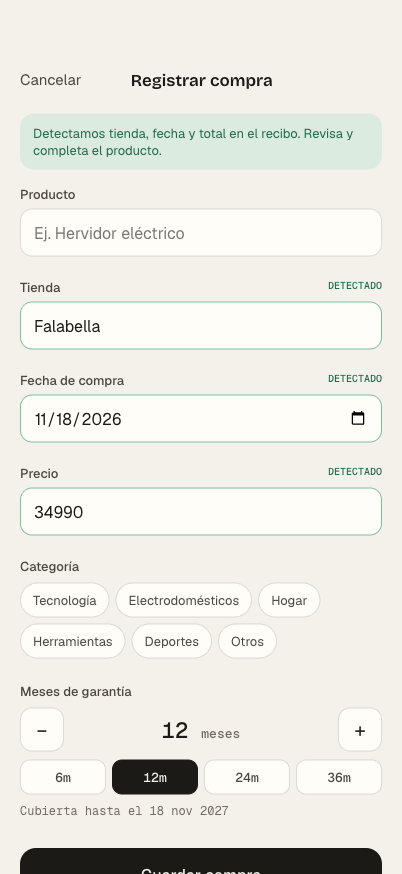 Cancelar
Registrar compra
Detectamos tienda, fecha y total en el recibo. Revisa y
completa el producto.
Producto
Ej. Hervidor eléctrico
Tienda
DETECTADO
Falabella
Fecha de compra
DETECTADO
11/18/2026
Precio
DETECTADO
34990
Categoría
Tecnología
Electrodomésticos
Hogar
Herramientas
Deportes
Otros
Meses de garantía
−
12 meses
+
6m
12m
24m
36m
Cubierta hasta el 18 nov 2027
Guardar compra